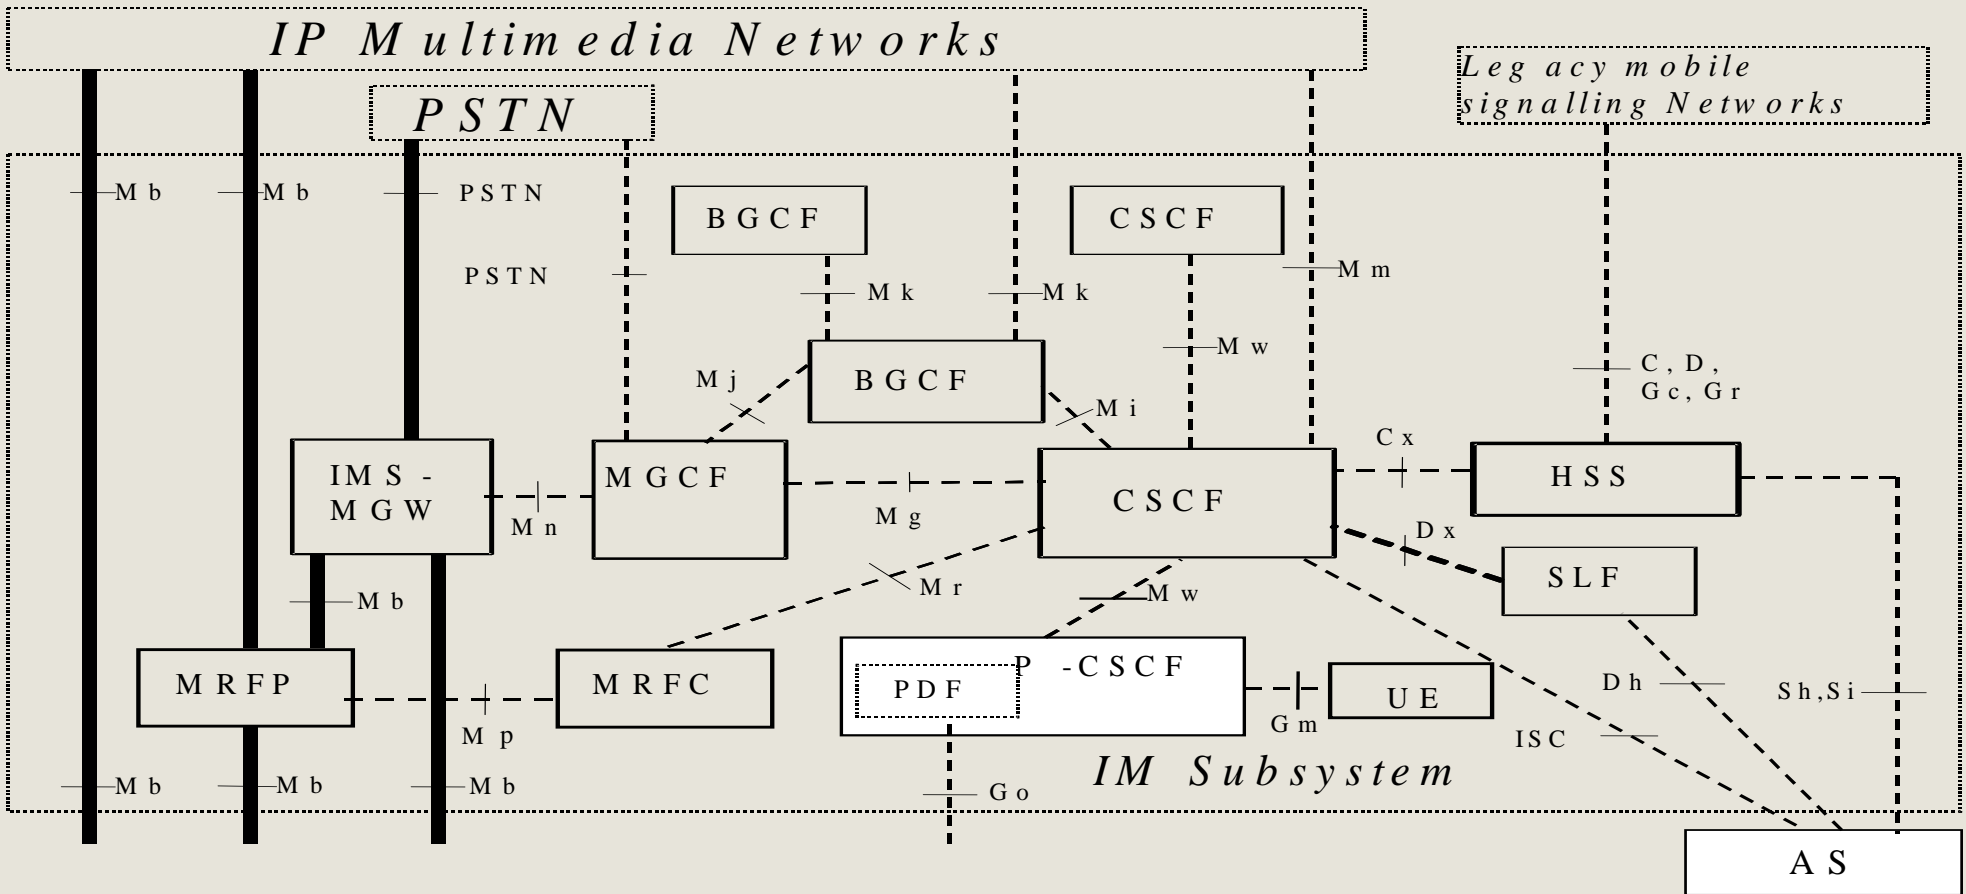 IP Multimedia Networks
Legacy mobile
signalling Networks
PSTN
Mb
Mb
PSTN
BGCF
CSCF
PSTN
Mm
Mk
Mk
Mw
C, D,
Gc, Gr
Mj
BGCF
Mi
Cx
IMS -
MGW
MGCF
HSS
CSCF
Mn
Mg
Dx
SLF
Mr
Mw
Mb
MRFP
MRFC
P -CSCF
PDF
UE
Dh
Sh,Si
Mp
Gm
ISC
IM Subsystem
Mb
Mb
Mb
Go
AS